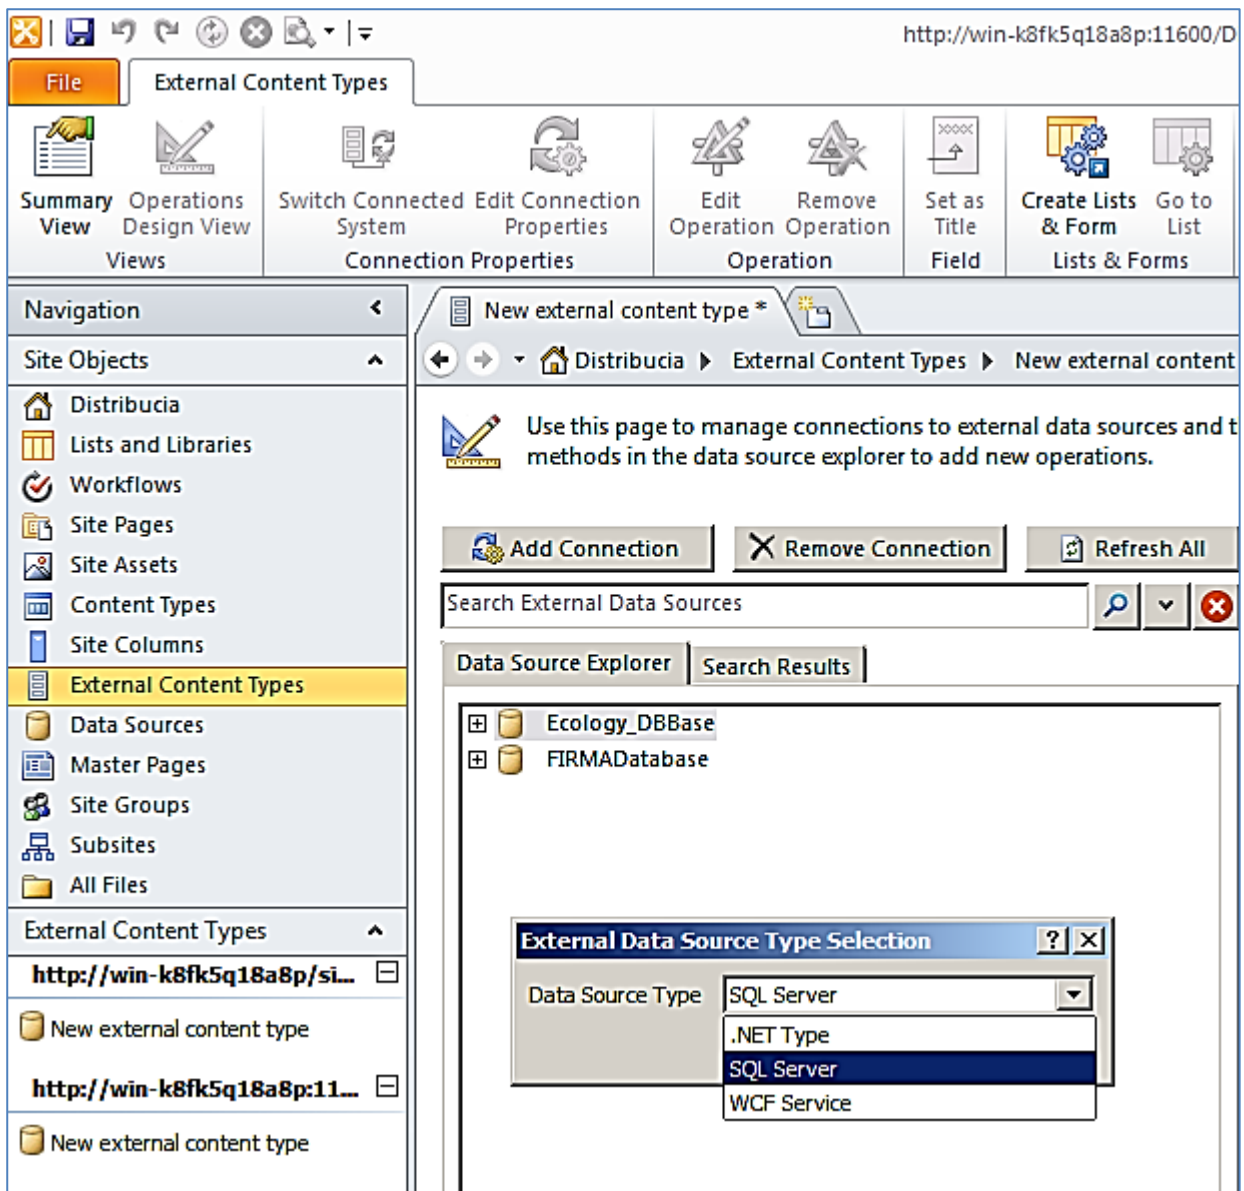 http://win-k8fk5q18a8p:11600/D
File
External Content Types
Summary View
Operations Design View
Switch Connected System
Edit Connection Properties
Edit Operation
Remove Operation
Set as Title
Create Lists & Form
Go to List
Views
Connection Properties
Operation
Field
Lists & Forms
Navigation
New external content type *
Site Objects
Distribucia
External Content Types
New external content
Distribucia
Lists and Libraries
Workflows
Site Pages
Site Assets
Content Types
Site Columns
External Content Types
Data Sources
Master Pages
Site Groups
Subsites
All Files
External Content Types
http://win-k8fk5q18a8p/si...
New external content type
http://win-k8fk5q18a8p:11...
New external content type
Use this page to manage connections to external data sources and t
methods in the data source explorer to add new operations.
Add Connection
Remove Connection
Refresh All
Search External Data Sources
Data Source Explorer
Search Results
Ecology_DBBase
FIRMADatabase
External Data Source Type Selection
Data Source Type
SQL Server
.NET Type
SQL Server
WCF Service